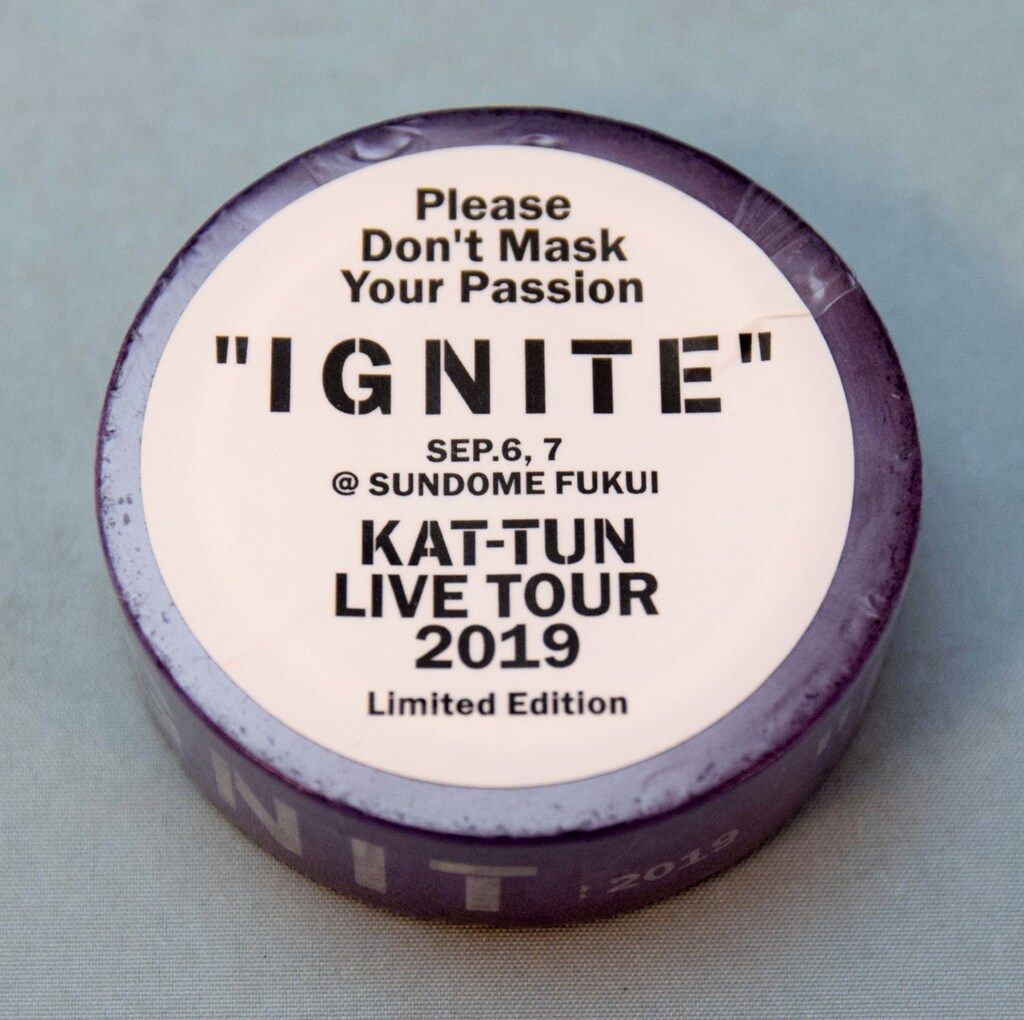 Please
Don't Mask
Your Passion
"IGNITE"
SEP.6, 7
@ SUNDOME FUKUI
KAT-TUN
LIVE TOUR
2019
Limited Edition
NIT
2019